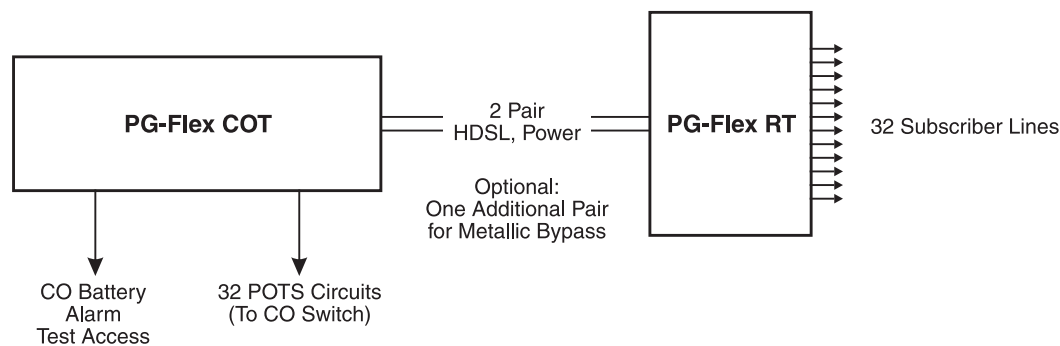 PG-Flex COT
2 Pair
HDSL, Power
PG-Flex RT
32 Subscriber Lines
Optional:
One Additional Pair
for Metallic Bypass
CO Battery
Alarm
Test Access
32 POTS Circuits
(To CO Switch)